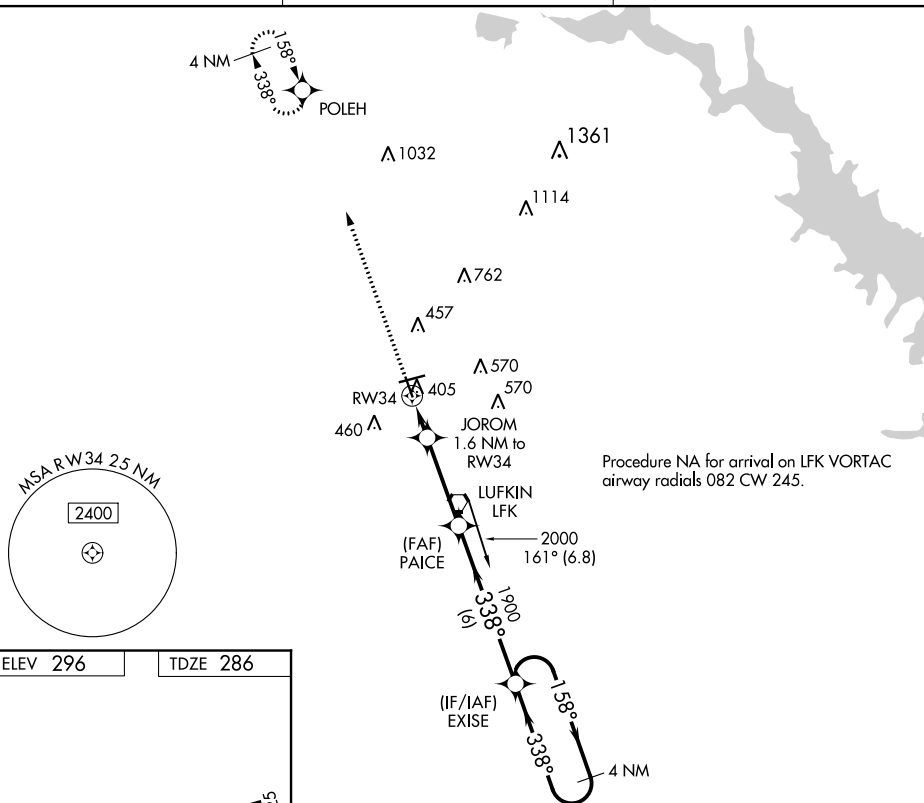 158°
4 NM
338°
POLEH
1032
1361
1114
762
457
570
405
570
RW34
460
JOROM
1.6 NM to
RW34
Procedure NA for arrival on LFK VORTAC
airway radials 082 CW 245.
MSA RW34 25 NM
2400
LUFKIN
LFK
(FAF)
PAICE
2000
161° (6.8)
1900
338°
(6)
ELEV 296
TDZE 286
(IF/IAF)
EXISE
158°
338°
4 NM